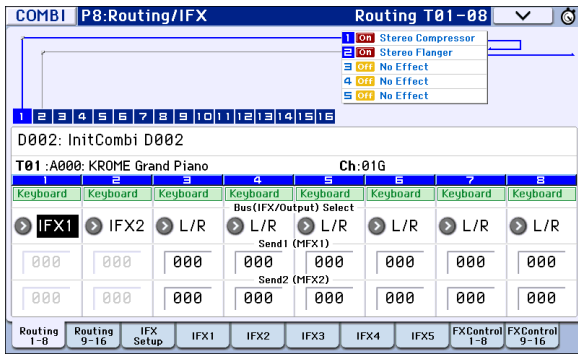 COMBI P8:Routing/IFX Routing T01-08
1 On Stereo Compressor
2 On Stereo Flanger
3 Off No Effect
4 Off No Effect
5 Off No Effect
1 2 3 4 5 6 7 8 9 10 11 12 13 14 15 16
D002: InitCombi D002
T01 :A000: KROME Grand Piano Ch:01G
1 2 3 4 5 6 7 8
Keyboard Keyboard Keyboard Keyboard Keyboard Keyboard Keyboard Keyboard
Bus(IFX/Output) Select
IFX1 IFX2 L/R L/R L/R L/R L/R L/R
Send1 (MFX1)
000 000 000 000 000 000 000 000
Send2 (MFX2)
000 000 000 000 000 000 000 000
Routing 1-8 Routing 9-16 IFX Setup IFX1 IFX2 IFX3 IFX4 IFX5 FXControl 1-8 FXControl 9-16